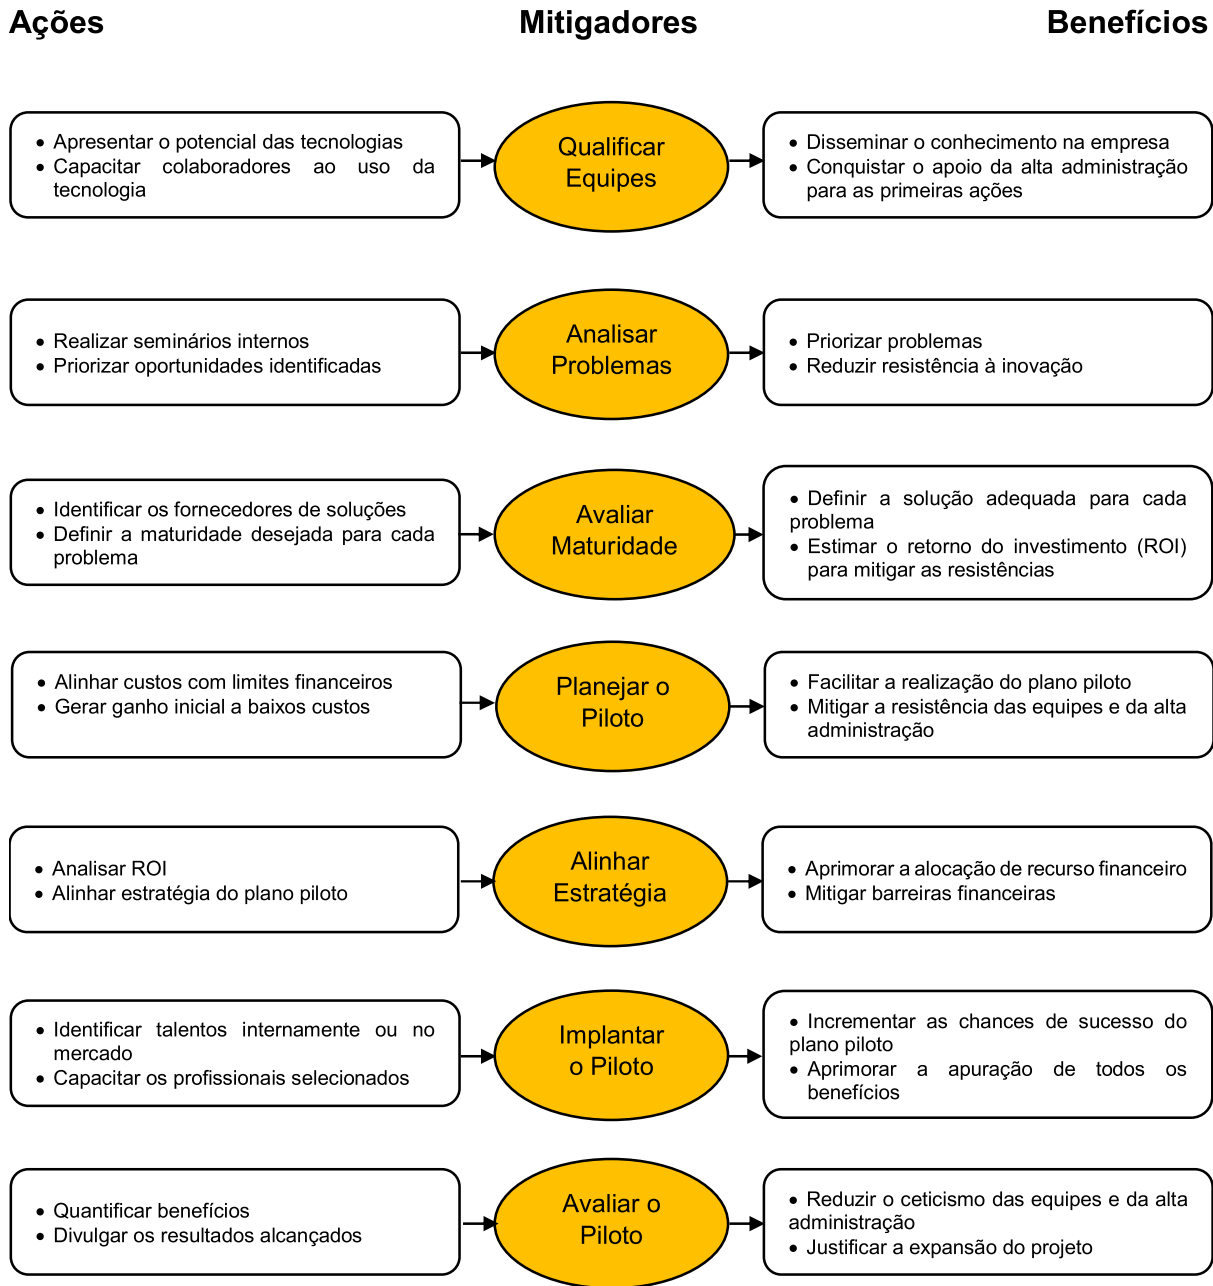 Ações
Mitigadores
Benefícios
• Apresentar o potencial das tecnologias
• Capacitar colaboradores ao uso da
tecnologia
Qualificar
Equipes
• Disseminar o conhecimento na empresa
• Conquistar o apoio da alta administração
para as primeiras ações
• Realizar seminários internos
• Priorizar oportunidades identificadas
Analisar
Problemas
• Priorizar problemas
• Reduzir resistência à inovação
• Identificar os fornecedores de soluções
• Definir a maturidade desejada para cada
problema
Avaliar
Maturidade
• Definir a solução adequada para cada
problema
• Estimar o retorno do investimento (ROI)
para mitigar as resistências
• Alinhar custos com limites financeiros
• Gerar ganho inicial a baixos custos
Planejar o
Piloto
• Facilitar a realização do plano piloto
• Mitigar a resistência das equipes e da alta
administração
• Analisar ROI
• Alinhar estratégia do plano piloto
Alinhar
Estratégia
• Aprimorar a alocação de recurso financeiro
• Mitigar barreiras financeiras
• Identificar talentos internamente ou no
mercado
• Capacitar os profissionais selecionados
Implantar
o Piloto
• Incrementar as chances de sucesso do
plano piloto
• Aprimorar a apuração de todos os
benefícios
• Quantificar benefícios
• Divulgar os resultados alcançados
Avaliar o
Piloto
• Reduzir o ceticismo das equipes e da alta
administração
• Justificar a expansão do projeto